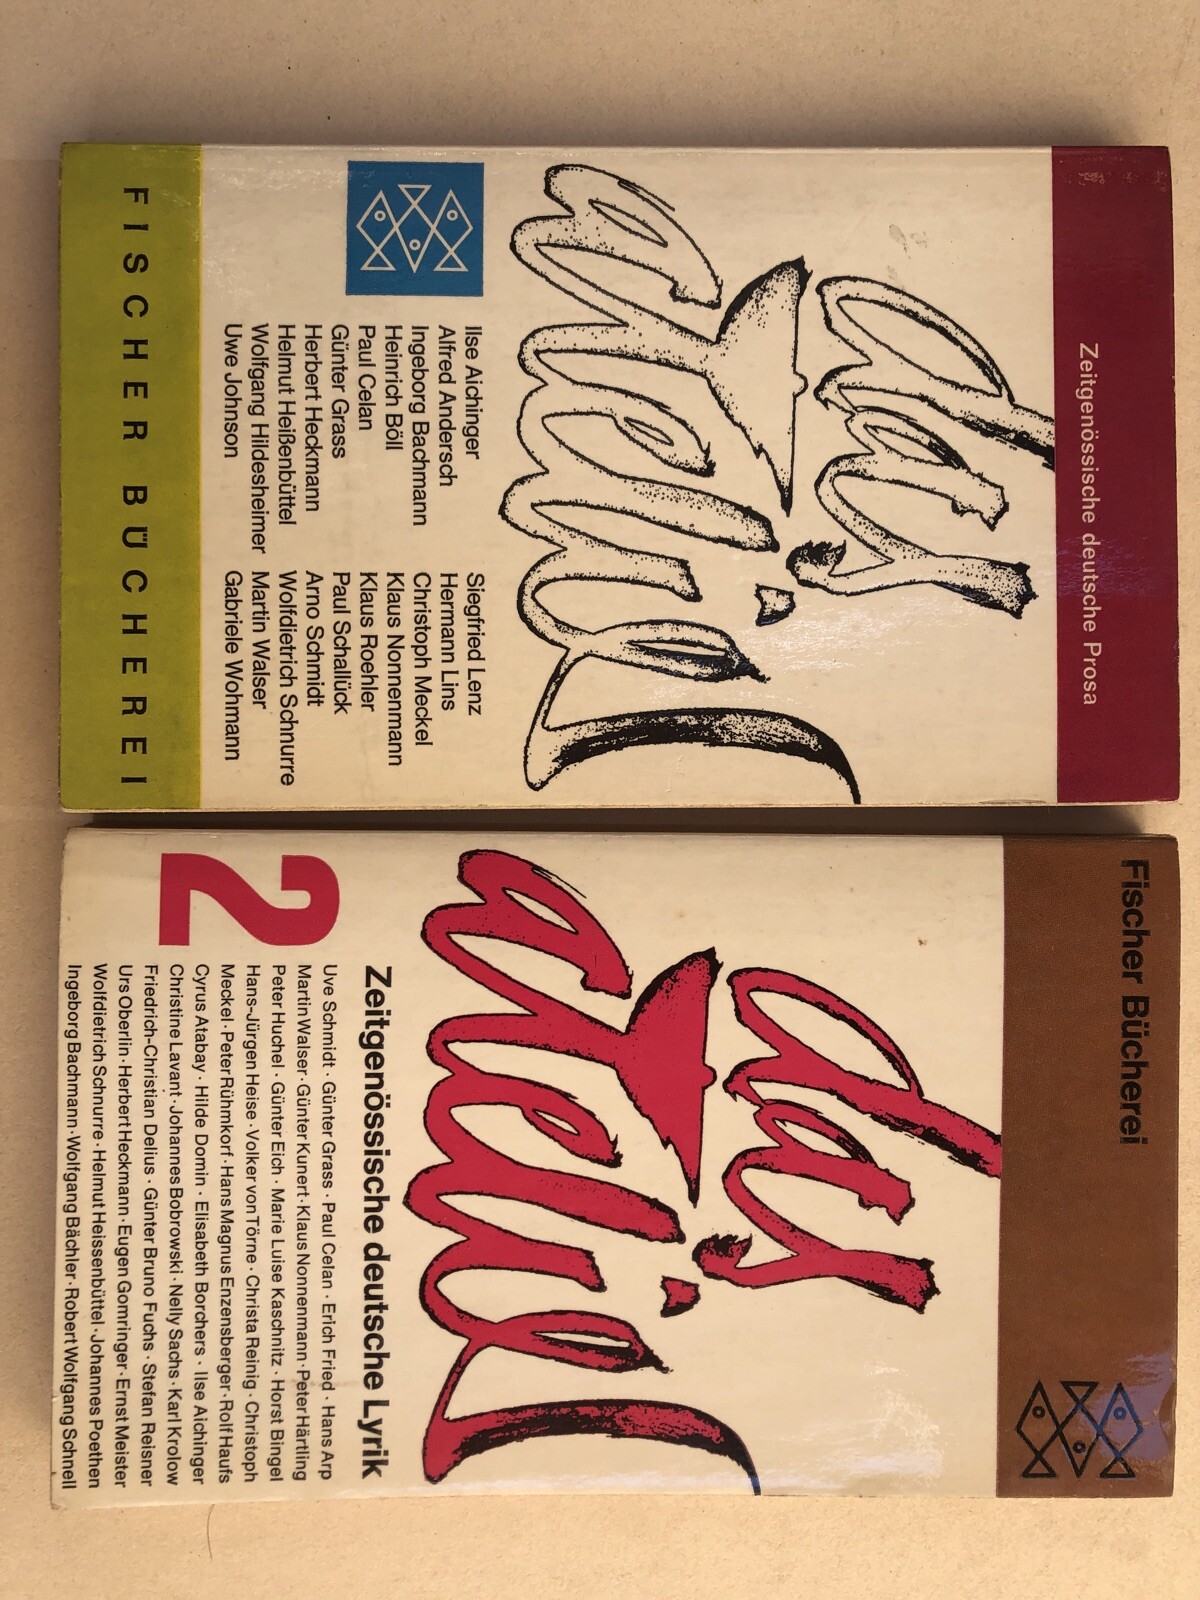 Zeitgenössische deutsche Prosa
das
Atelier
Ilse Aichinger
Alfred Andersch
Ingeborg Bachmann
Heinrich Böll
Paul Celan
Günter Grass
Herbert Heckmann
Helmut Heißenbüttel
Wolfgang Hildesheimer
Uwe Johnson
Siegfried Lenz
Hermann Lins
Christoph Meckel
Klaus Nonnenmann
Klaus Roehler
Paul Schallück
Arno Schmidt
Wolfdietrich Schnurre
Martin Walser
Gabriele Wohmann
FISCHER BÜCHEREI
Fischer Bücherei
das
Atelier
2
Zeitgenössische deutsche Lyrik
Uve Schmidt · Günter Grass · Paul Celan · Erich Fried · Hans Arp
Martin Walser · Günter Kunert · Klaus Nonnenmann · Peter Härtling
Peter Huchel · Günter Eich · Marie Luise Kaschnitz · Horst Bingel
Hans-Jürgen Heise · Volker von Törne · Christa Reinig · Christoph
Meckel · Peter Rühmkorf · Hans Magnus Enzensberger · Rolf Haufs
Cyrus Atabay · Hilde Domin · Elisabeth Borchers · Ilse Aichinger
Christine Lavant · Johannes Bobrowski · Nelly Sachs · Karl Krolow
Friedrich-Christian Delius · Günter Bruno Fuchs · Stefan Reisner
Urs Oberlin · Herbert Heckmann · Eugen Gomringer · Ernst Meister
Wolfdietrich Schnurre · Helmut Heissenbüttel · Johannes Poethen
Ingeborg Bachmann · Wolfgang Bächler · Robert Wolfgang Schnell